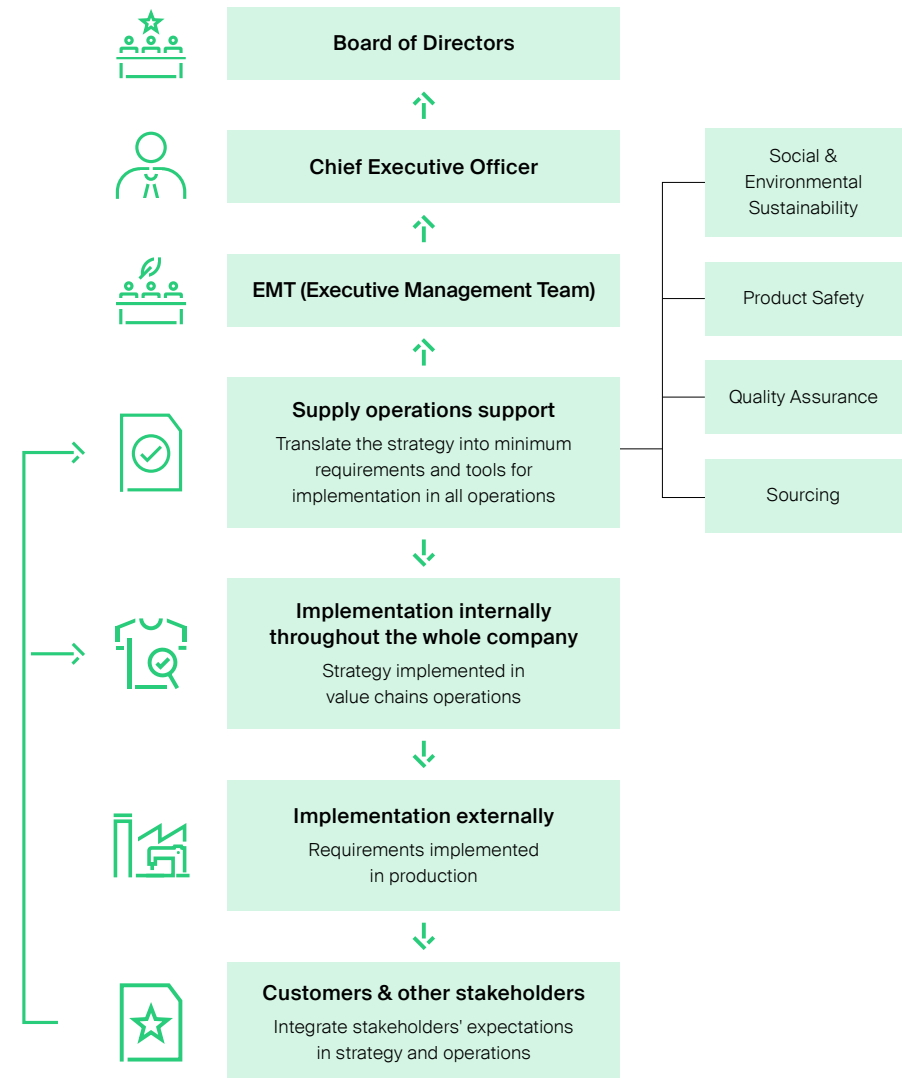 Board of Directors
Chief Executive Officer
EMT (Executive Management Team)
Supply operations support
Translate the strategy into minimum
requirements and tools for
implementation in all operations
Social &
Environmental
Sustainability
Product Safety
Quality Assurance
Sourcing
Implementation internally
throughout the whole company
Strategy implemented in
value chains operations
Implementation externally
Requirements implemented
in production
Customers & other stakeholders
Integrate stakeholders' expectations
in strategy and operations